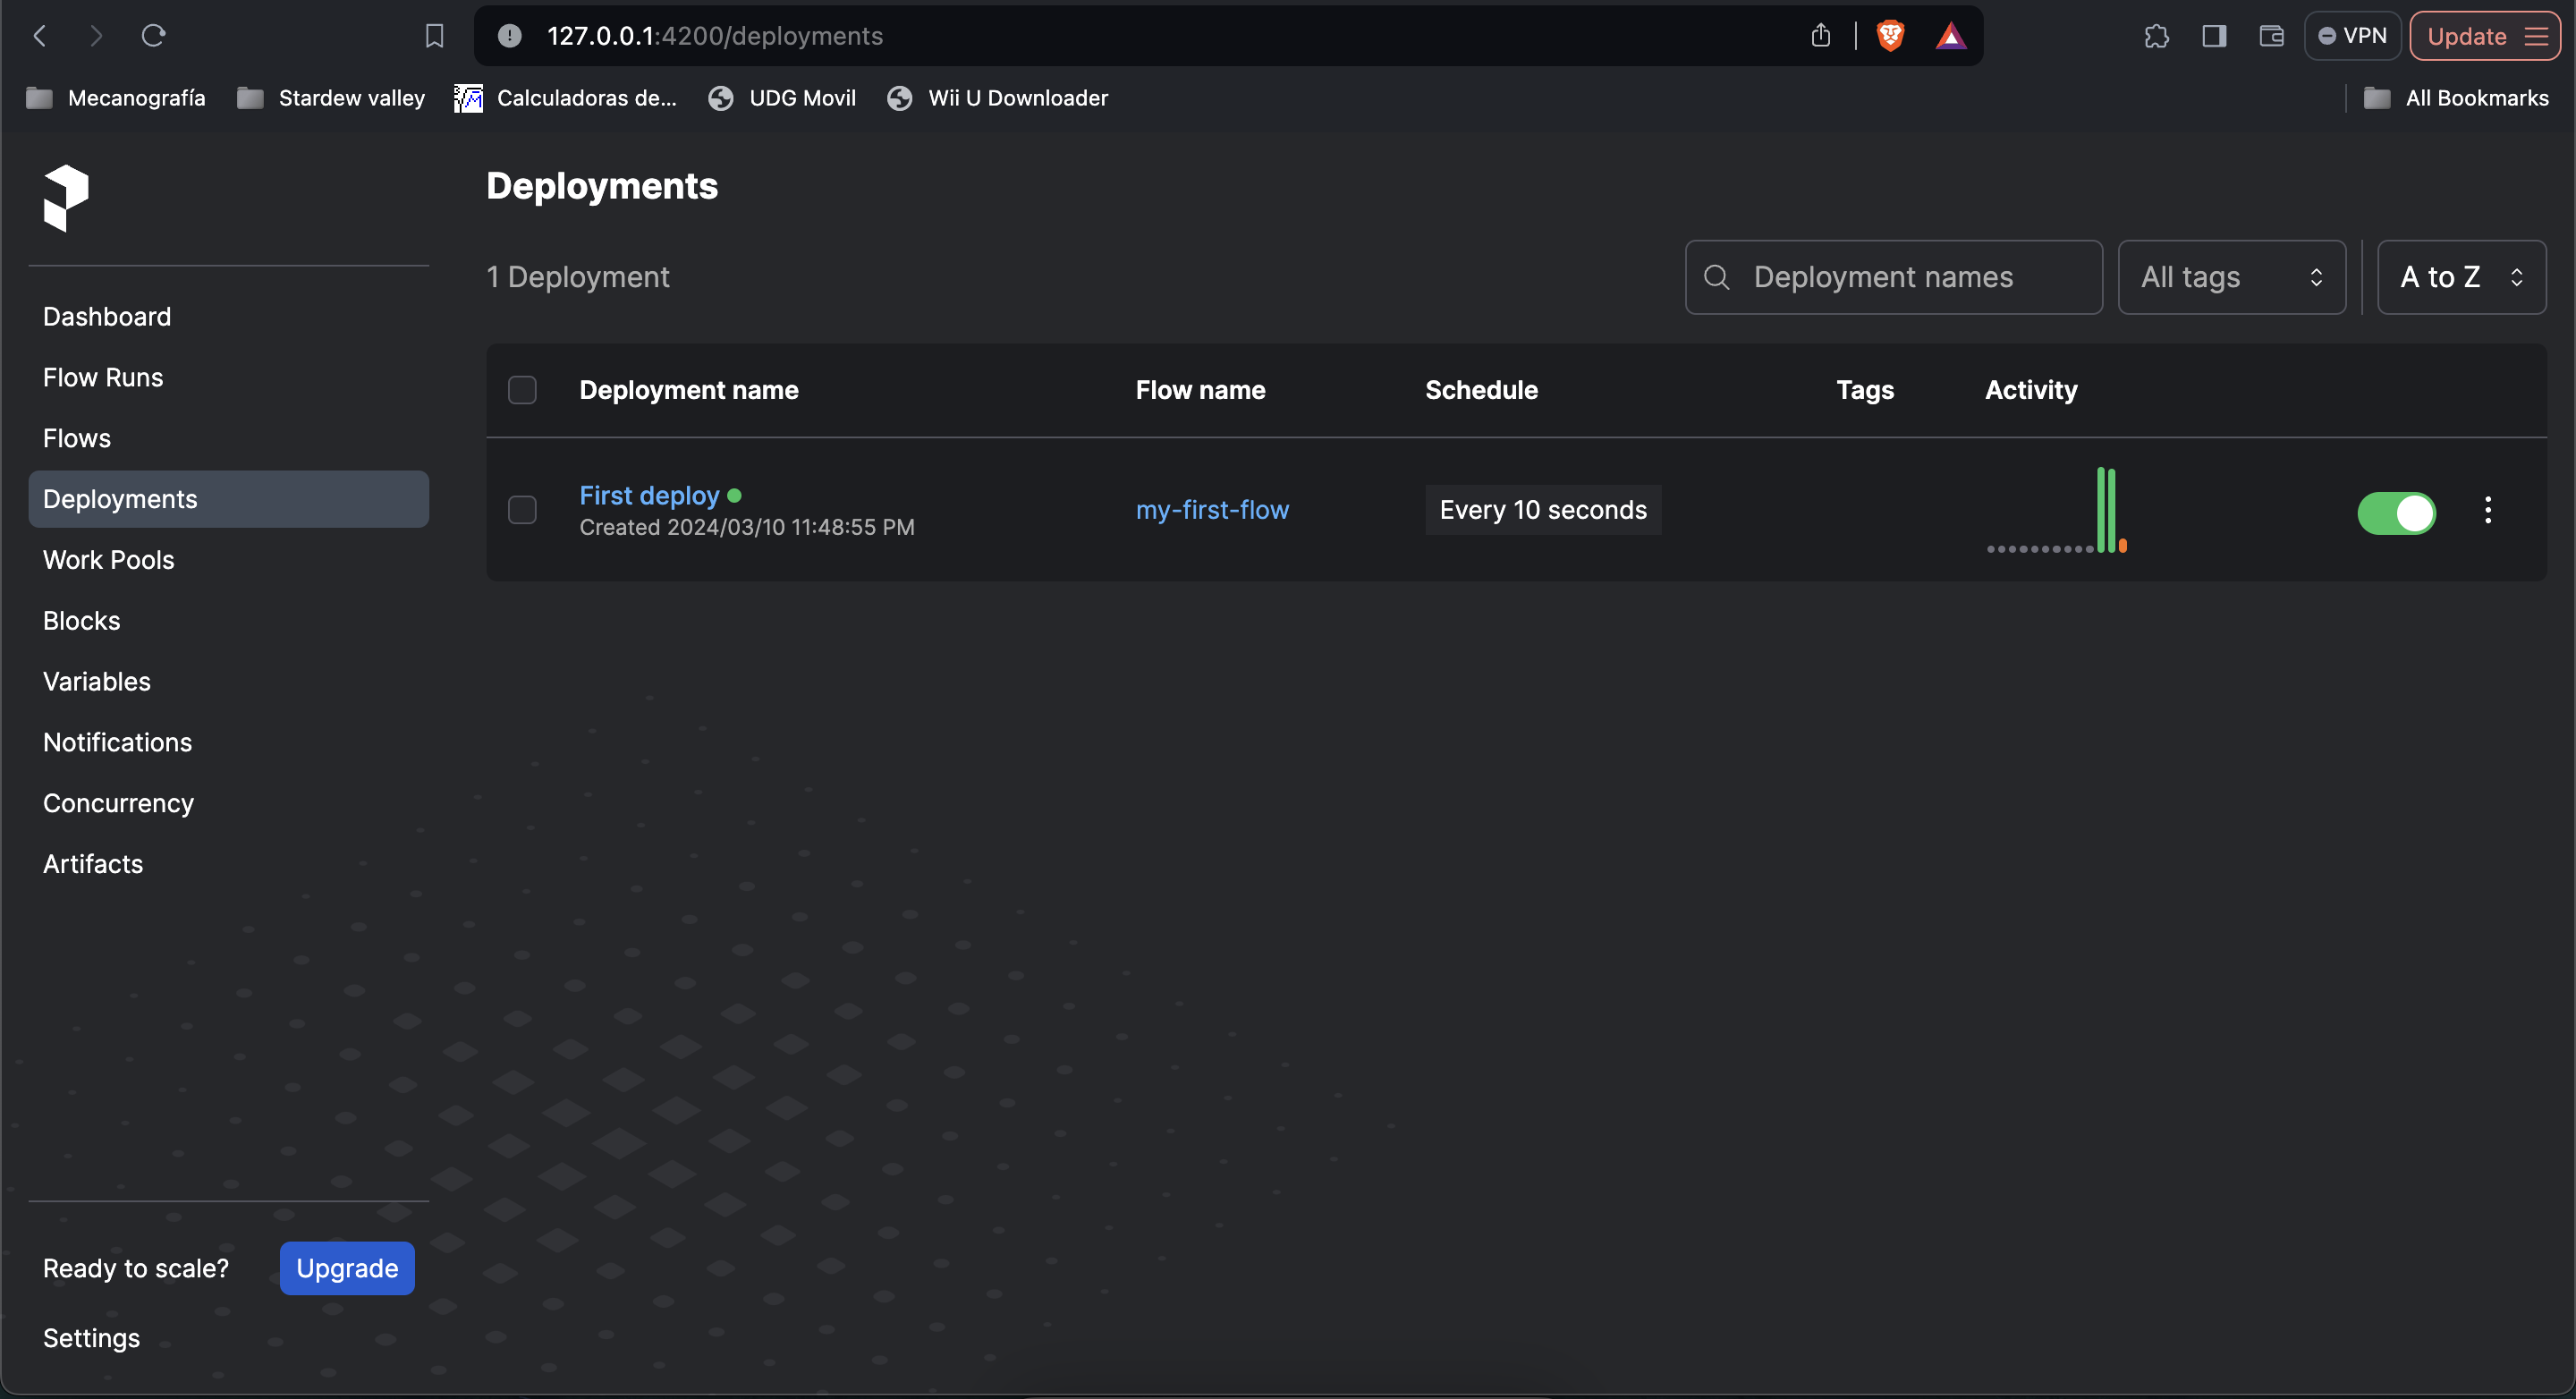 127.0.0.1:4200/deployments
VPN
Update
Mecanografía
Stardew valley
Calculadoras de...
UDG Movil
Wii U Downloader
All Bookmarks
Dashboard
Flow Runs
Flows
Deployments
Work Pools
Blocks
Variables
Notifications
Concurrency
Artifacts
Ready to scale?
Upgrade
Settings
Deployments
1 Deployment
Deployment names
All tags
A to Z
Deployment name
Flow name
Schedule
Tags
Activity
First deploy
Created 2024/03/10 11:48:55 PM
my-first-flow
Every 10 seconds